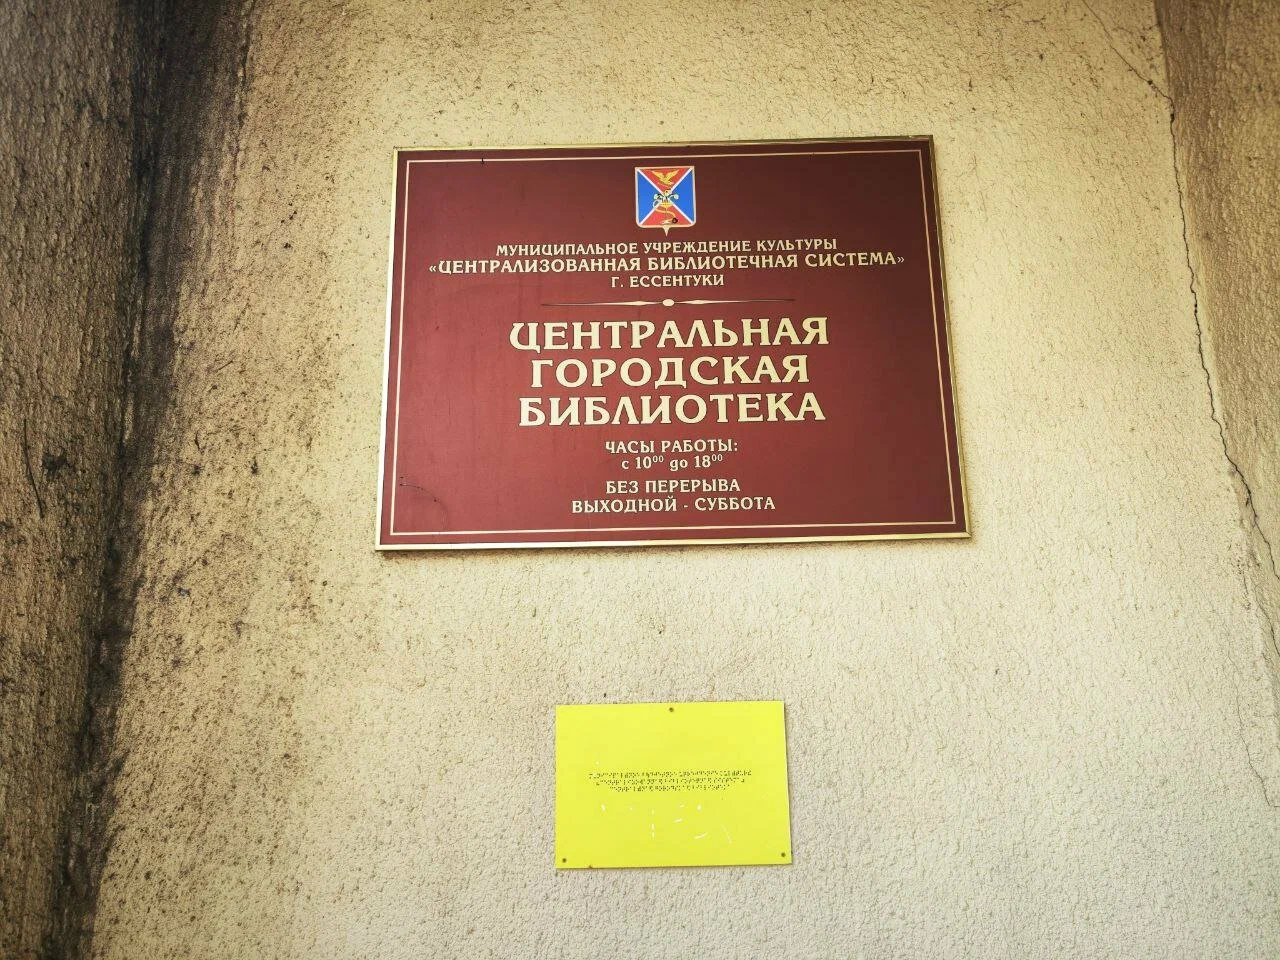 МУНИЦИПАЛЬНОЕ УЧРЕЖДЕНИЕ КУЛЬТУРЫ
«ЦЕНТРАЛИЗОВАННАЯ БИБЛИОТЕЧНАЯ СИСТЕМА»
Г. ЕССЕНТУКИ
ЦЕНТРАЛЬНАЯ
ГОРОДСКАЯ
БИБЛИОТЕКА
ЧАСЫ РАБОТЫ:
с 10⁰⁰ до 18⁰⁰
БЕЗ ПЕРЕРЫВА
ВЫХОДНОЙ - СУББОТА